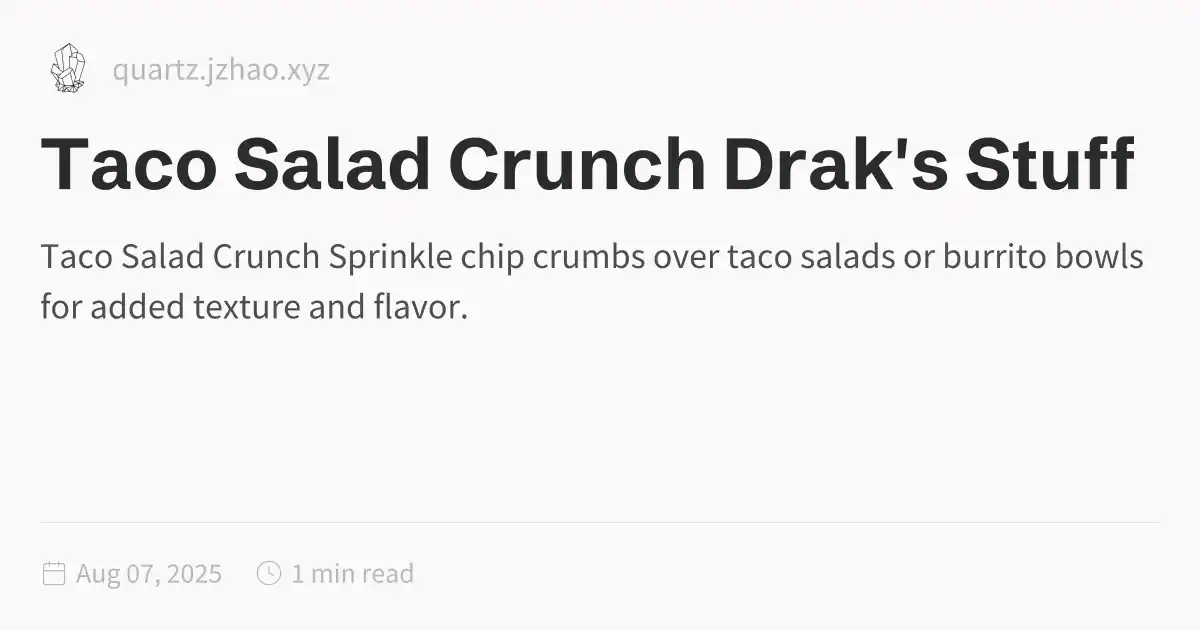 quartz.jzhao.xyz
Taco Salad Crunch Drak's Stuff
Taco Salad Crunch Sprinkle chip crumbs over taco salads or burrito bowls
for added texture and flavor.
Aug 07, 2025 1 min read